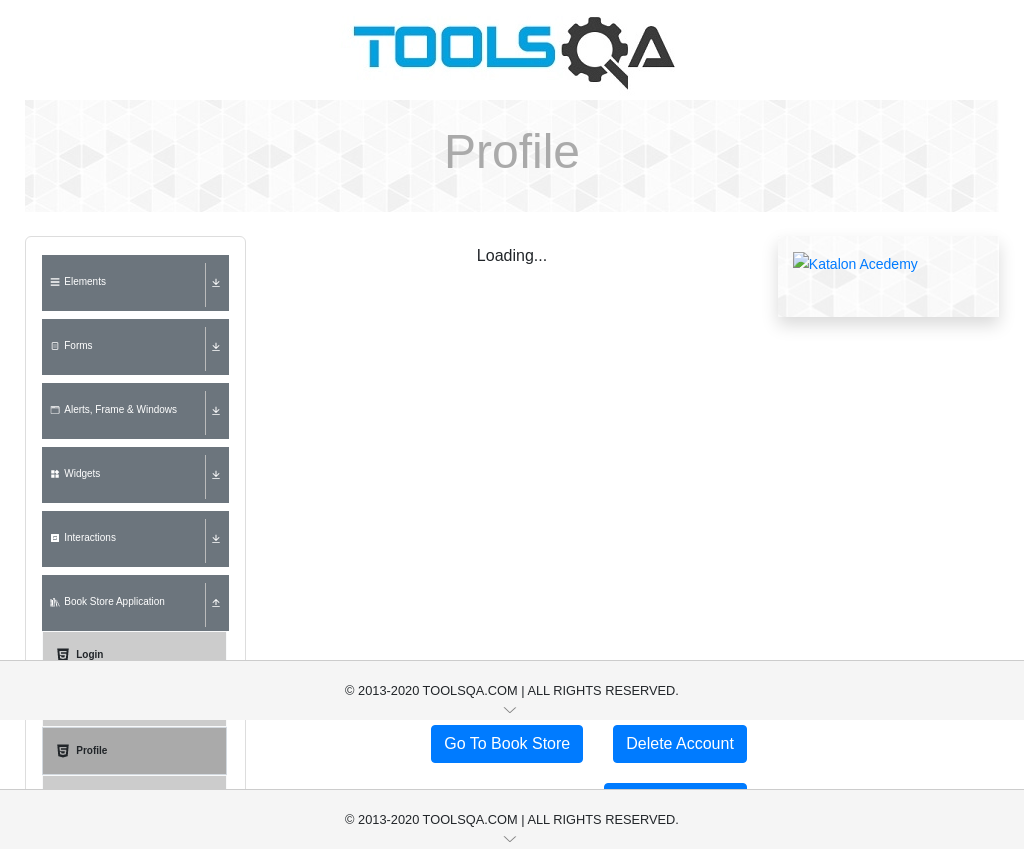 TOOLSQA
Profile
Elements
Forms
Alerts, Frame & Windows
Widgets
Interactions
Book Store Application
Login
Loading...
Katalon Acedemy
© 2013-2020 TOOLSQA.COM | ALL RIGHTS RESERVED.
Profile
Go To Book Store
Delete Account
© 2013-2020 TOOLSQA.COM | ALL RIGHTS RESERVED.